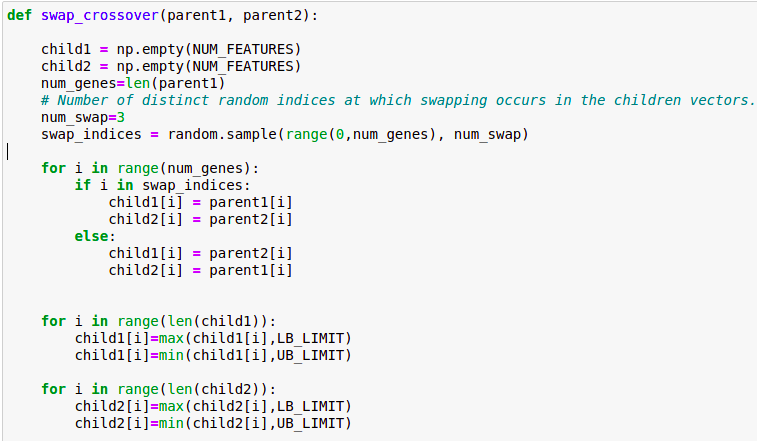 def swap_crossover(parent1, parent2):
    child1 = np.empty(NUM_FEATURES)
    child2 = np.empty(NUM_FEATURES)
    num_genes=len(parent1)
    # Number of distinct random indices at which swapping occurs in the children vectors.
    num_swap=3
    swap_indices = random.sample(range(0,num_genes), num_swap)
    for i in range(num_genes):
        if i in swap_indices:
            child1[i] = parent1[i]
            child2[i] = parent2[i]
        else:
            child1[i] = parent2[i]
            child2[i] = parent1[i]
    for i in range(len(child1)):
        child1[i]=max(child1[i],LB_LIMIT)
        child1[i]=min(child1[i],UB_LIMIT)
    for i in range(len(child2)):
        child2[i]=max(child2[i],LB_LIMIT)
        child2[i]=min(child2[i],UB_LIMIT)